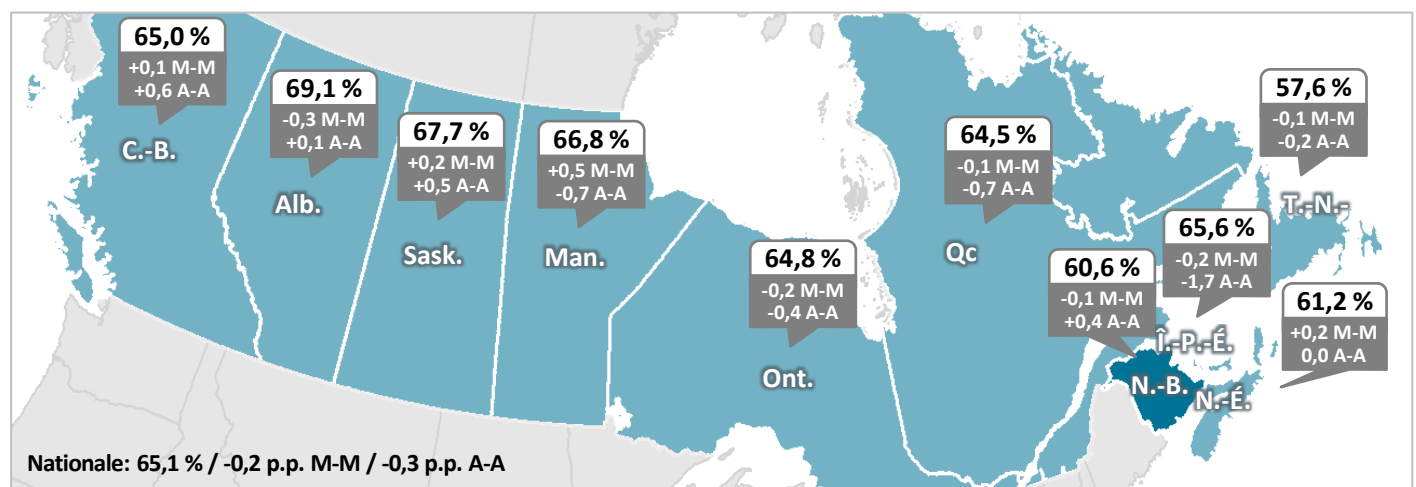 65,0 %
+0,1 M-M
+0,6 A-A
C.-B.
69,1 %
-0,3 M-M
+0,1 A-A
Alb.
67,7 %
+0,2 M-M
+0,5 A-A
Sask.
66,8 %
+0,5 M-M
-0,7 A-A
Man.
64,8 %
-0,2 M-M
-0,4 A-A
Ont.
64,5 %
-0,1 M-M
-0,7 A-A
Qc
57,6 %
-0,1 M-M
-0,2 A-A
T.-N.-
65,6 %
-0,2 M-M
-1,7 A-A
Î.-P.-É.
60,6 %
-0,1 M-M
+0,4 A-A
N.-B.
61,2 %
+0,2 M-M
0,0 A-A
N.-É.
Nationale: 65,1 % / -0,2 p.p. M-M / -0,3 p.p. A-A